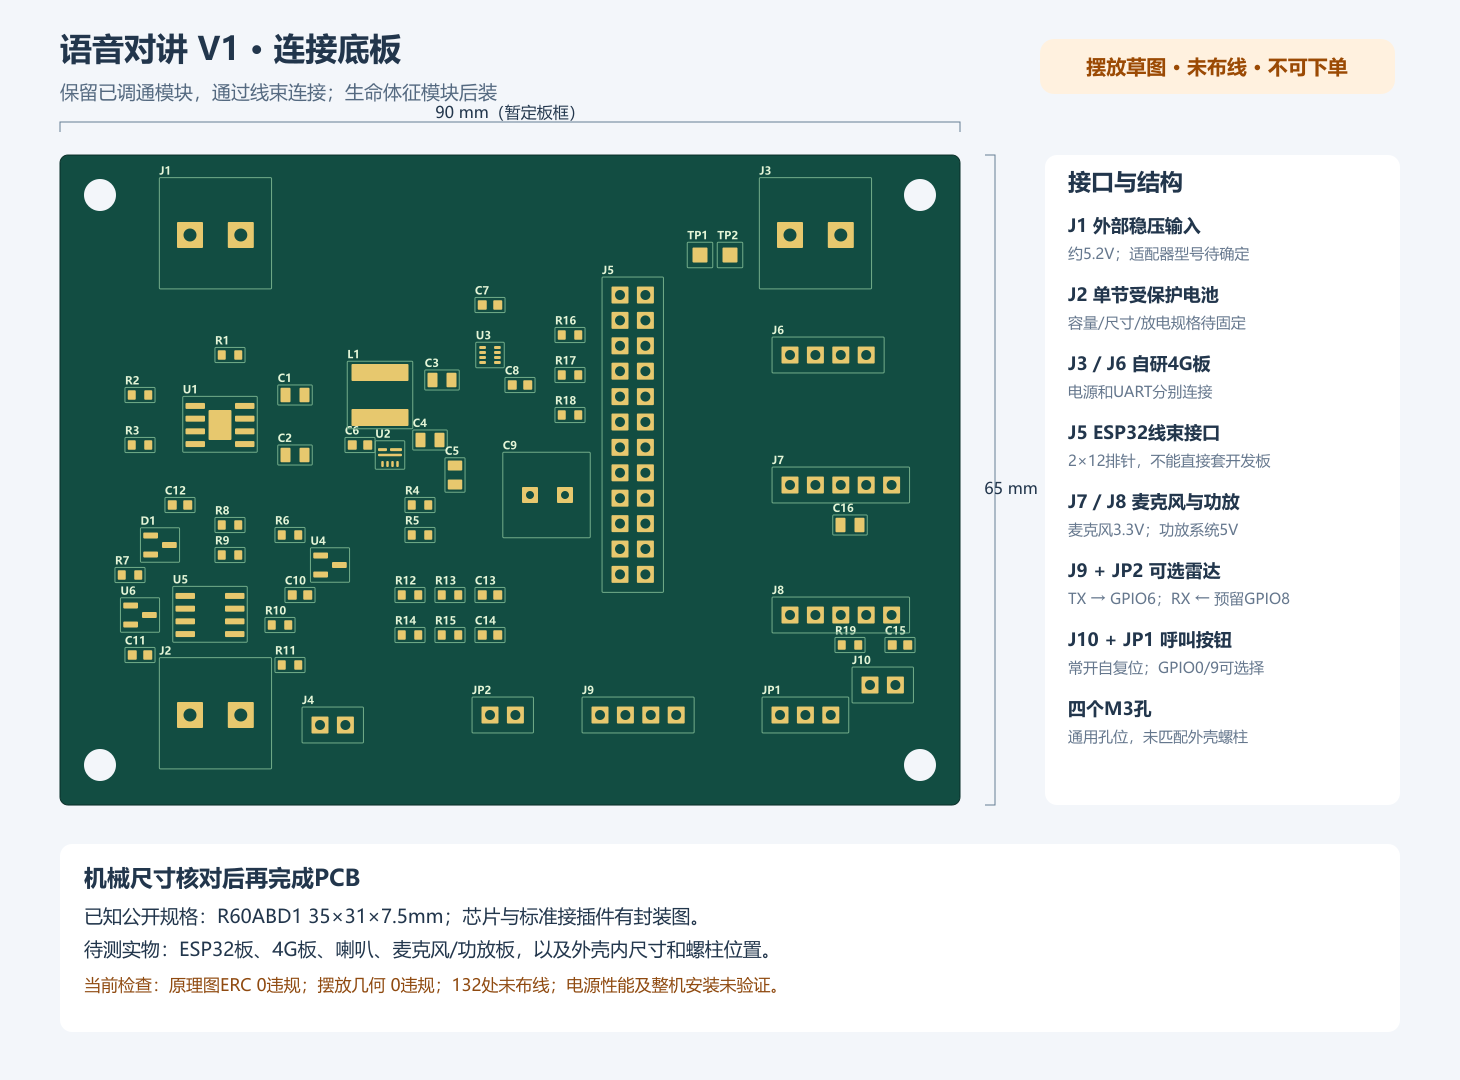 语音对讲 V1 • 连接底板
保留已调通模块，通过线束连接；生命体征模块后装
摆放草图 • 未布线 • 不可下单
90 mm（暂定板框）
65 mm
J1
J3
TP1 TP2
J5
C7
R16
U3
J6
R1
L1
C3
R17
C8
R2
U1
C1
R18
R3
C2
C6
U2
C4
C5
C9
J7
C12
R4
C16
D1
R8
R6
R5
R9
U4
R7
U5
C10
R12 R13 C13
U6
R10
J8
C11
R14 R15 C14
R19 C15
J2
R11
J10
J4
JP2
J9
JP1
接口与结构
J1 外部稳压输入
约5.2V；适配器型号待确定
J2 单节受保护电池
容量/尺寸/放电规格待固定
J3 / J6 自研4G板
电源和UART分别连接
J5 ESP32线束接口
2×12排针，不能直接套开发板
J7 / J8 麦克风与功放
麦克风3.3V；功放系统5V
J9 + JP2 可选雷达
TX → GPIO6；RX ← 预留GPIO8
J10 + JP1 呼叫按钮
常开自复位；GPIO0/9可选择
四个M3孔
通用孔位，未匹配外壳螺柱
机械尺寸核对后再完成PCB
已知公开规格：R60ABD1 35×31×7.5mm；芯片与标准接插件有封装图。
待测实物：ESP32板、4G板、喇叭、麦克风/功放板，以及外壳内尺寸和螺柱位置。
当前检查：原理图ERC 0违规；摆放几何 0违规；132处未布线；电源性能及整机安装未验证。